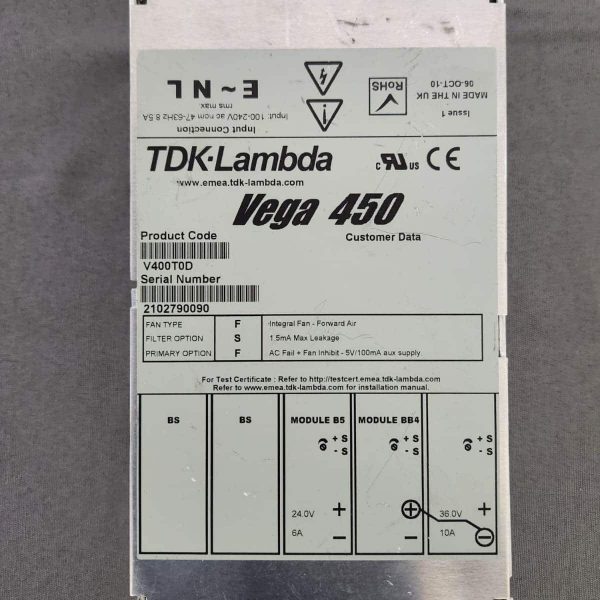 E ~ NL
Input: 100-240V ac nom 47-63Hz 8.5A
rms max.
Input Connection
RoHS
Issue 1
MADE IN THE UK
06-OCT-10
TDK·Lambda
www.emea.tdk-lambda.com
c RU us CE
Vega 450
Product Code
Customer Data
V400T0D
Serial Number
2102790090
FAN TYPE F Integral Fan - Forward Air
FILTER OPTION S 1.5mA Max Leakage
PRIMARY OPTION F AC Fail + Fan Inhibit - 5V/100mA aux supply
For Test Certificate : Refer to http://testcert.emea.tdk-lambda.com
Refer to www.emea.tdk-lambda.com for installation manual.
BS BS MODULE B5 MODULE BB4
+ S + S + S
- S - S - S
24.0V + + 36.0V +
6A - - 10A -